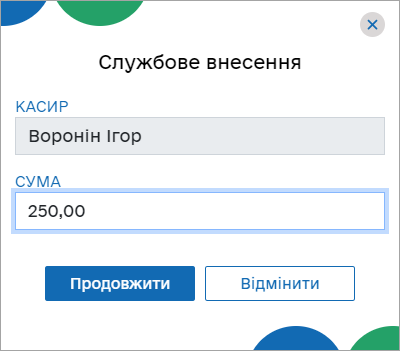 Службове внесення
КАСИР
Воронін Ігор
СУМА
250,00
Продовжити
Відмінити